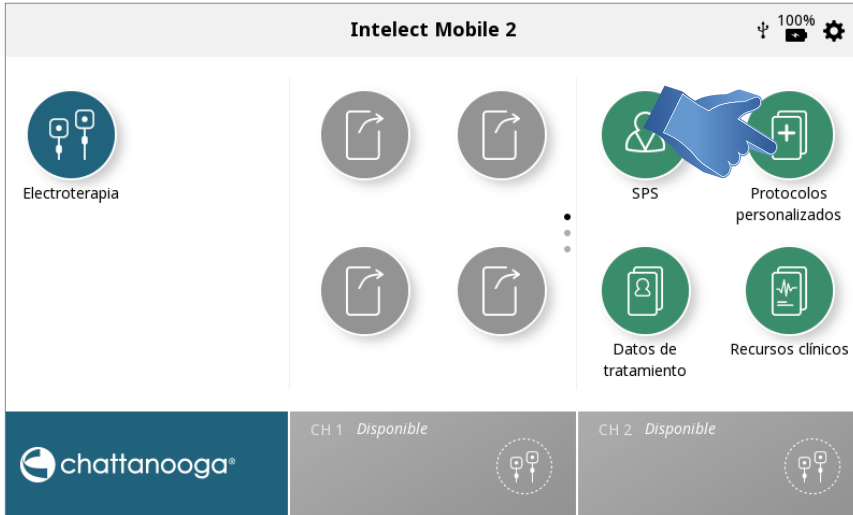 Intelect Mobile 2
100%
Electroterapia
SPS
Protocolos
personalizados
Datos de
tratamiento
Recursos clínicos
chattanooga®
CH 1 Disponible
CH 2 Disponible